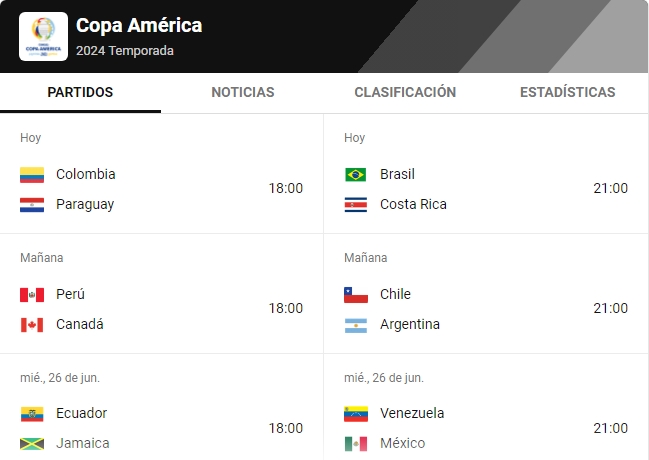 Copa América
2024 Temporada
COPA AMERICA
PARTIDOS NOTICIAS CLASIFICACIÓN ESTADÍSTICAS
Hoy
Colombia
Paraguay
18:00
Hoy
Brasil
Costa Rica
21:00
Mañana
Perú
Canadá
18:00
Mañana
Chile
Argentina
21:00
mié., 26 de jun.
Ecuador
Jamaica
18:00
mié., 26 de jun.
Venezuela
México
21:00